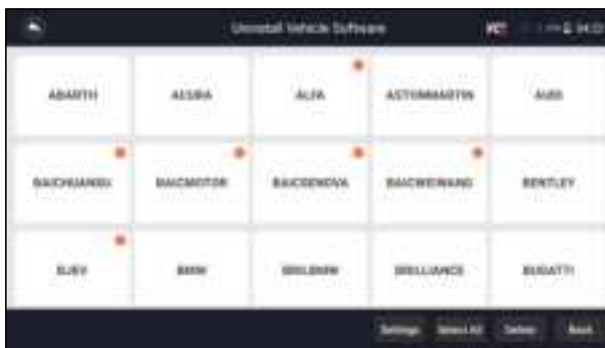 Uninstall Vehicle Software
ABARTH ACURA ALFA ASTONMARTIN AUDI
BAICHUANSU BAICMOTOR BAICSENOVA BAICWEIWANG BENTLEY
BJEV BMW BRILLIANCE BUGATTI
Settings Select All Delete Back